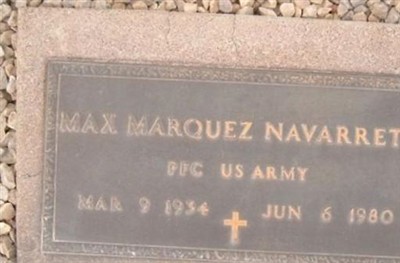 MAX MARQUEZ NAVARRET
PFC US ARMY
MAR 9 1934 JUN 6 1980